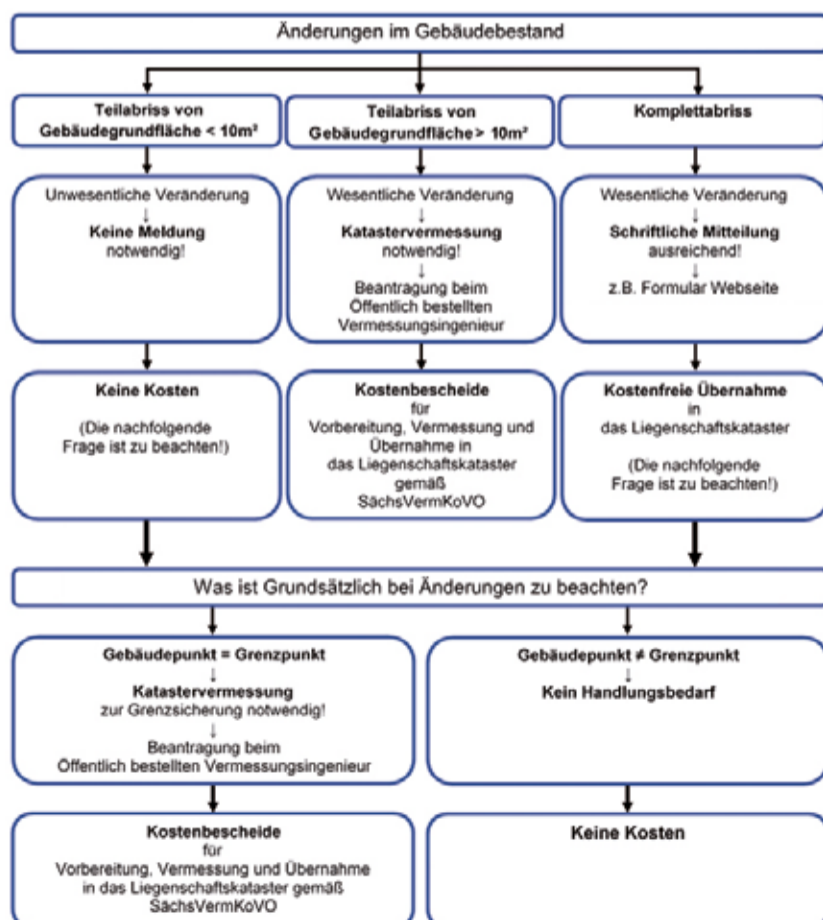 Änderungen im Gebäudebestand
Teilabriss von
Gebäudegrundfläche < 10m²
Teilabriss von
Gebäudegrundfläche > 10m²
Komplettabriss
Unwesentliche Veränderung
↓
Keine Meldung
notwendig!
Wesentliche Veränderung
↓
Katastervermessung
notwendig!
↓
Beantragung beim
Öffentlich bestellten
Vermessungsingenieur
Wesentliche Veränderung
↓
Schriftliche Mitteilung
ausreichend!
↓
z.B. Formular Webseite
Keine Kosten
(Die nachfolgende
Frage ist zu beachten!)
Kostenbescheide
für
Vorbereitung, Vermessung und
Übernahme in
das Liegenschaftskataster
gemäß
SächsVermKoVO
Kostenfreie Übernahme
in
das Liegenschaftskataster
(Die nachfolgende
Frage ist zu beachten!)
Was ist Grundsätzlich bei Änderungen zu beachten?
Gebäudepunkt = Grenzpunkt
↓
Katastervermessung
zur Grenzsicherung notwendig!
↓
Beantragung beim
Öffentlich bestellten Vermessungsingenieur
Gebäudepunkt ≠ Grenzpunkt
↓
Kein Handlungsbedarf
Kostenbescheide
für
Vorbereitung, Vermessung und Übernahme
in das Liegenschaftskataster gemäß
SächsVermKoVO
Keine Kosten